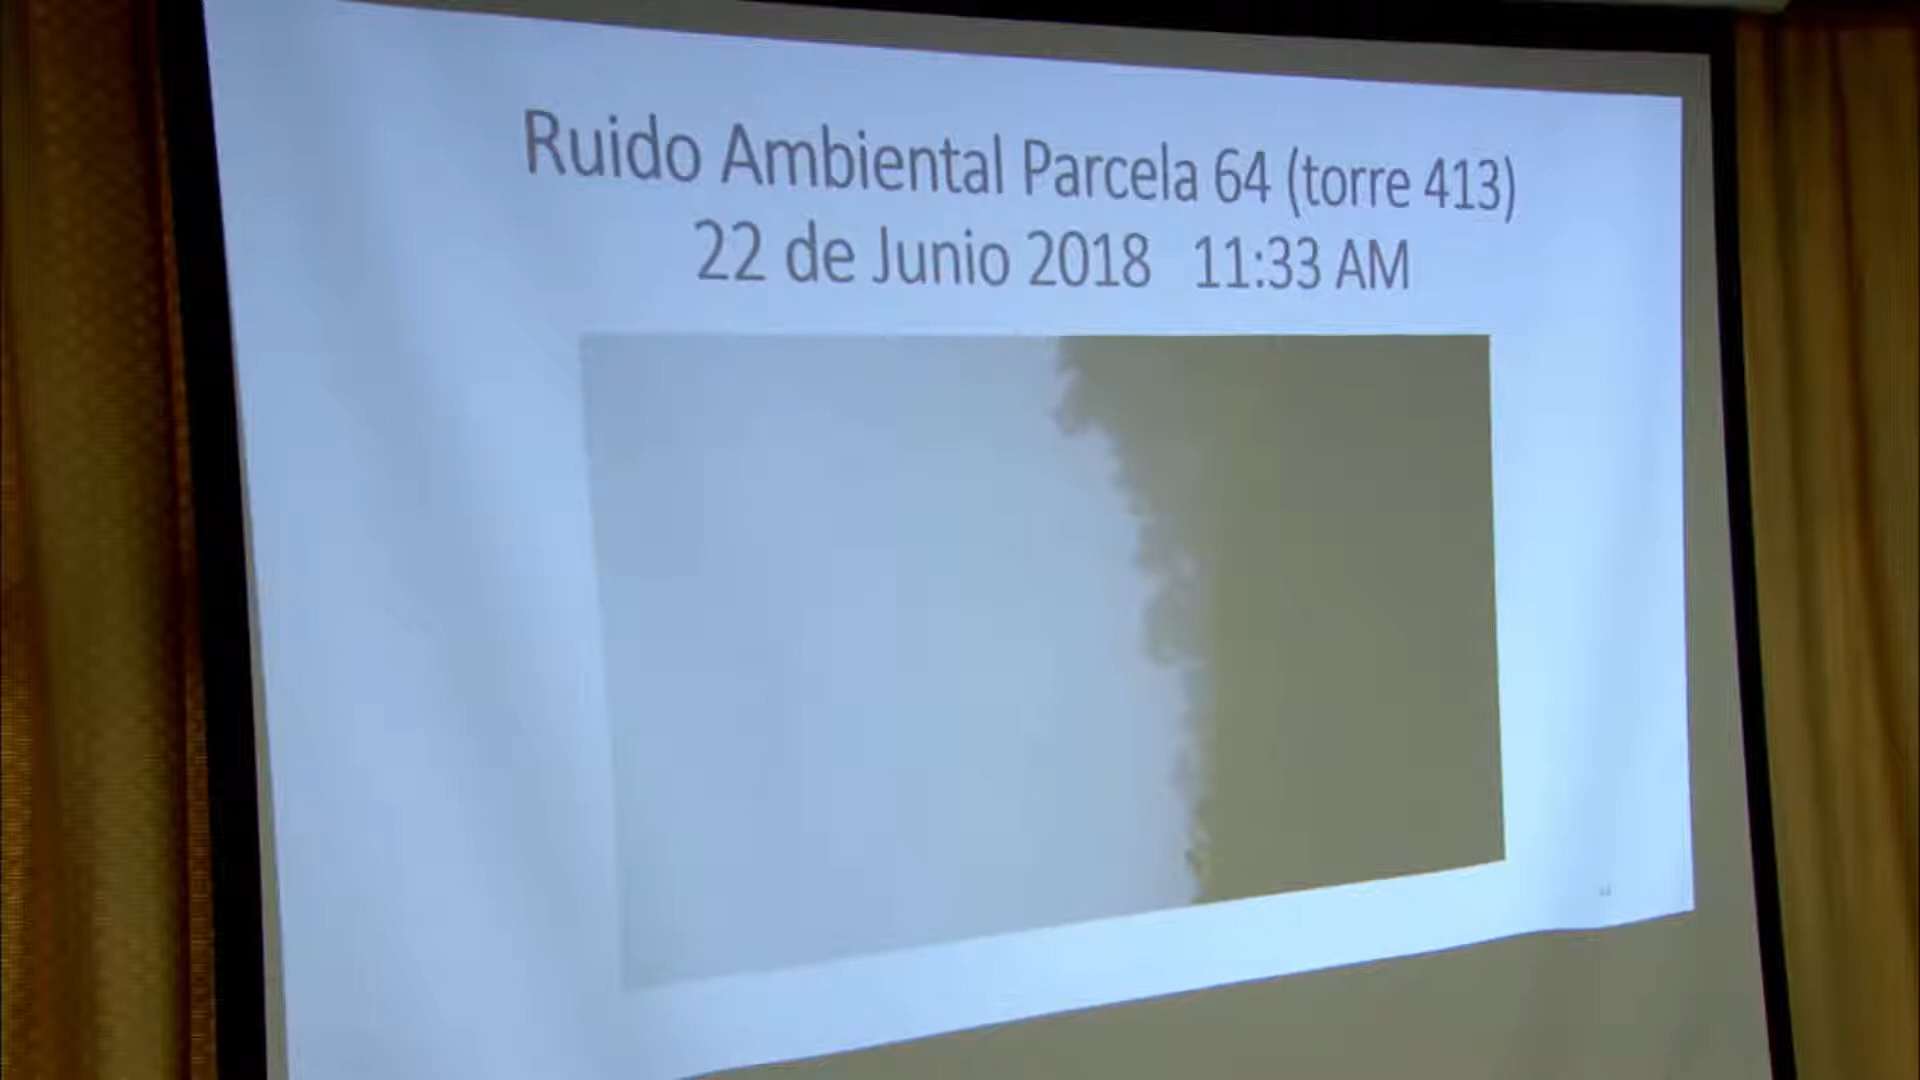 Ruido Ambiental Parcela 64 (torre 413)
22 de Junio 2018 11:33 AM